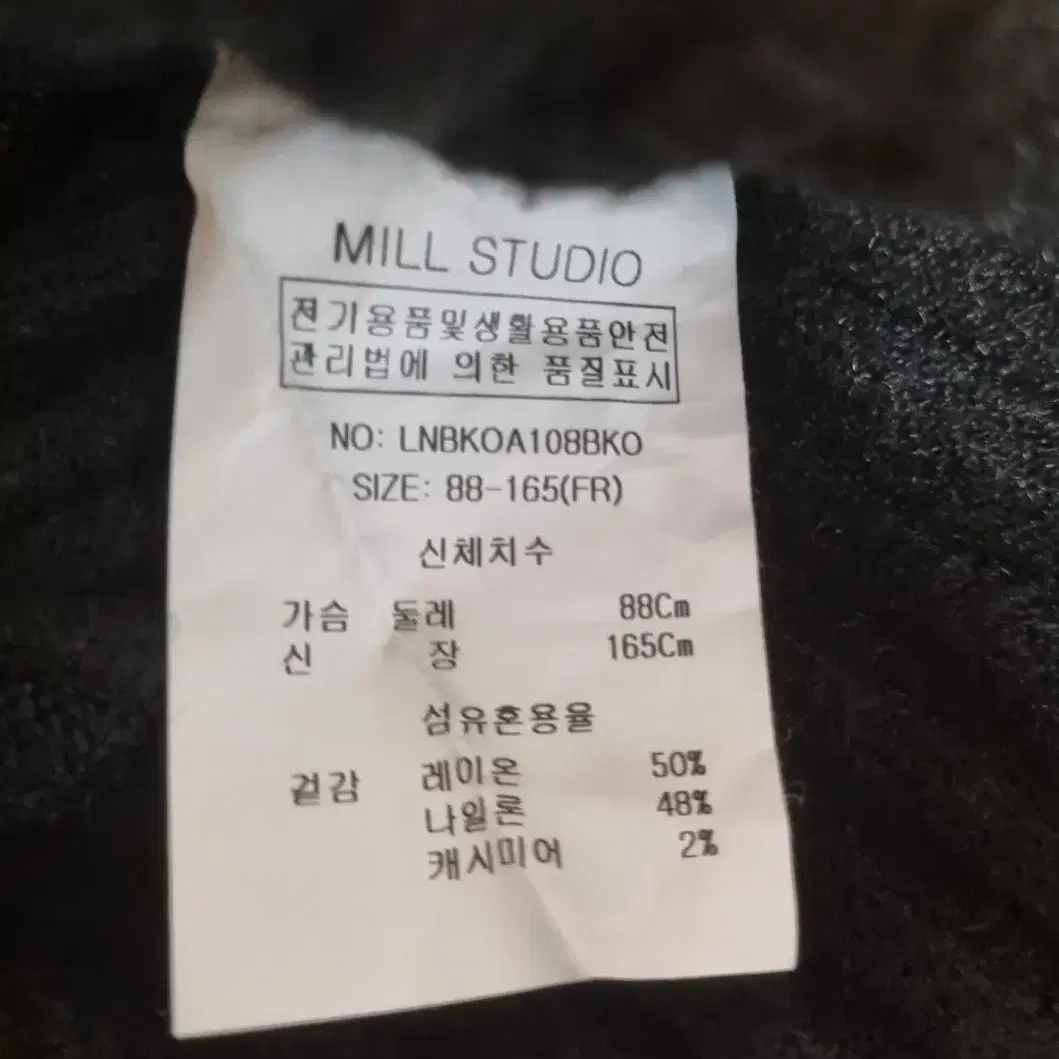 MILL STUDIO
전기용품및생활용품안전
관리법에 의한 품질표시
NO: LNBKOA108BKO
SIZE: 88-165(FR)
신체치수
가슴 둘레 88Cm
신 장 165Cm
섬유혼용율
겉감 레이온 50%
나일론 48%
캐시미어 2%